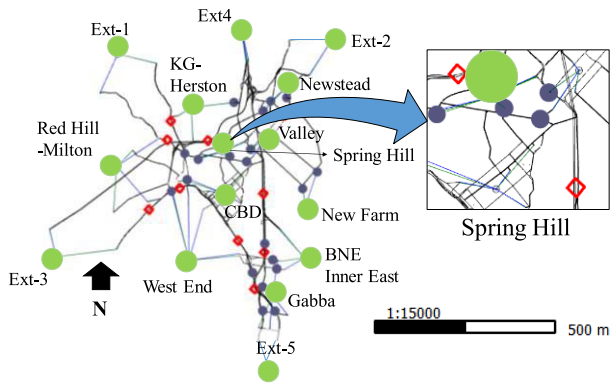 Ext-1
Ext4
Ext-2
KG-
Herston
Newstead
Red Hill
-Milton
Valley
Spring Hill
CBD
New Farm
Ext-3
N
West End
BNE
Inner East
Gabba
Ext-5
Spring Hill
1:15000
500 m